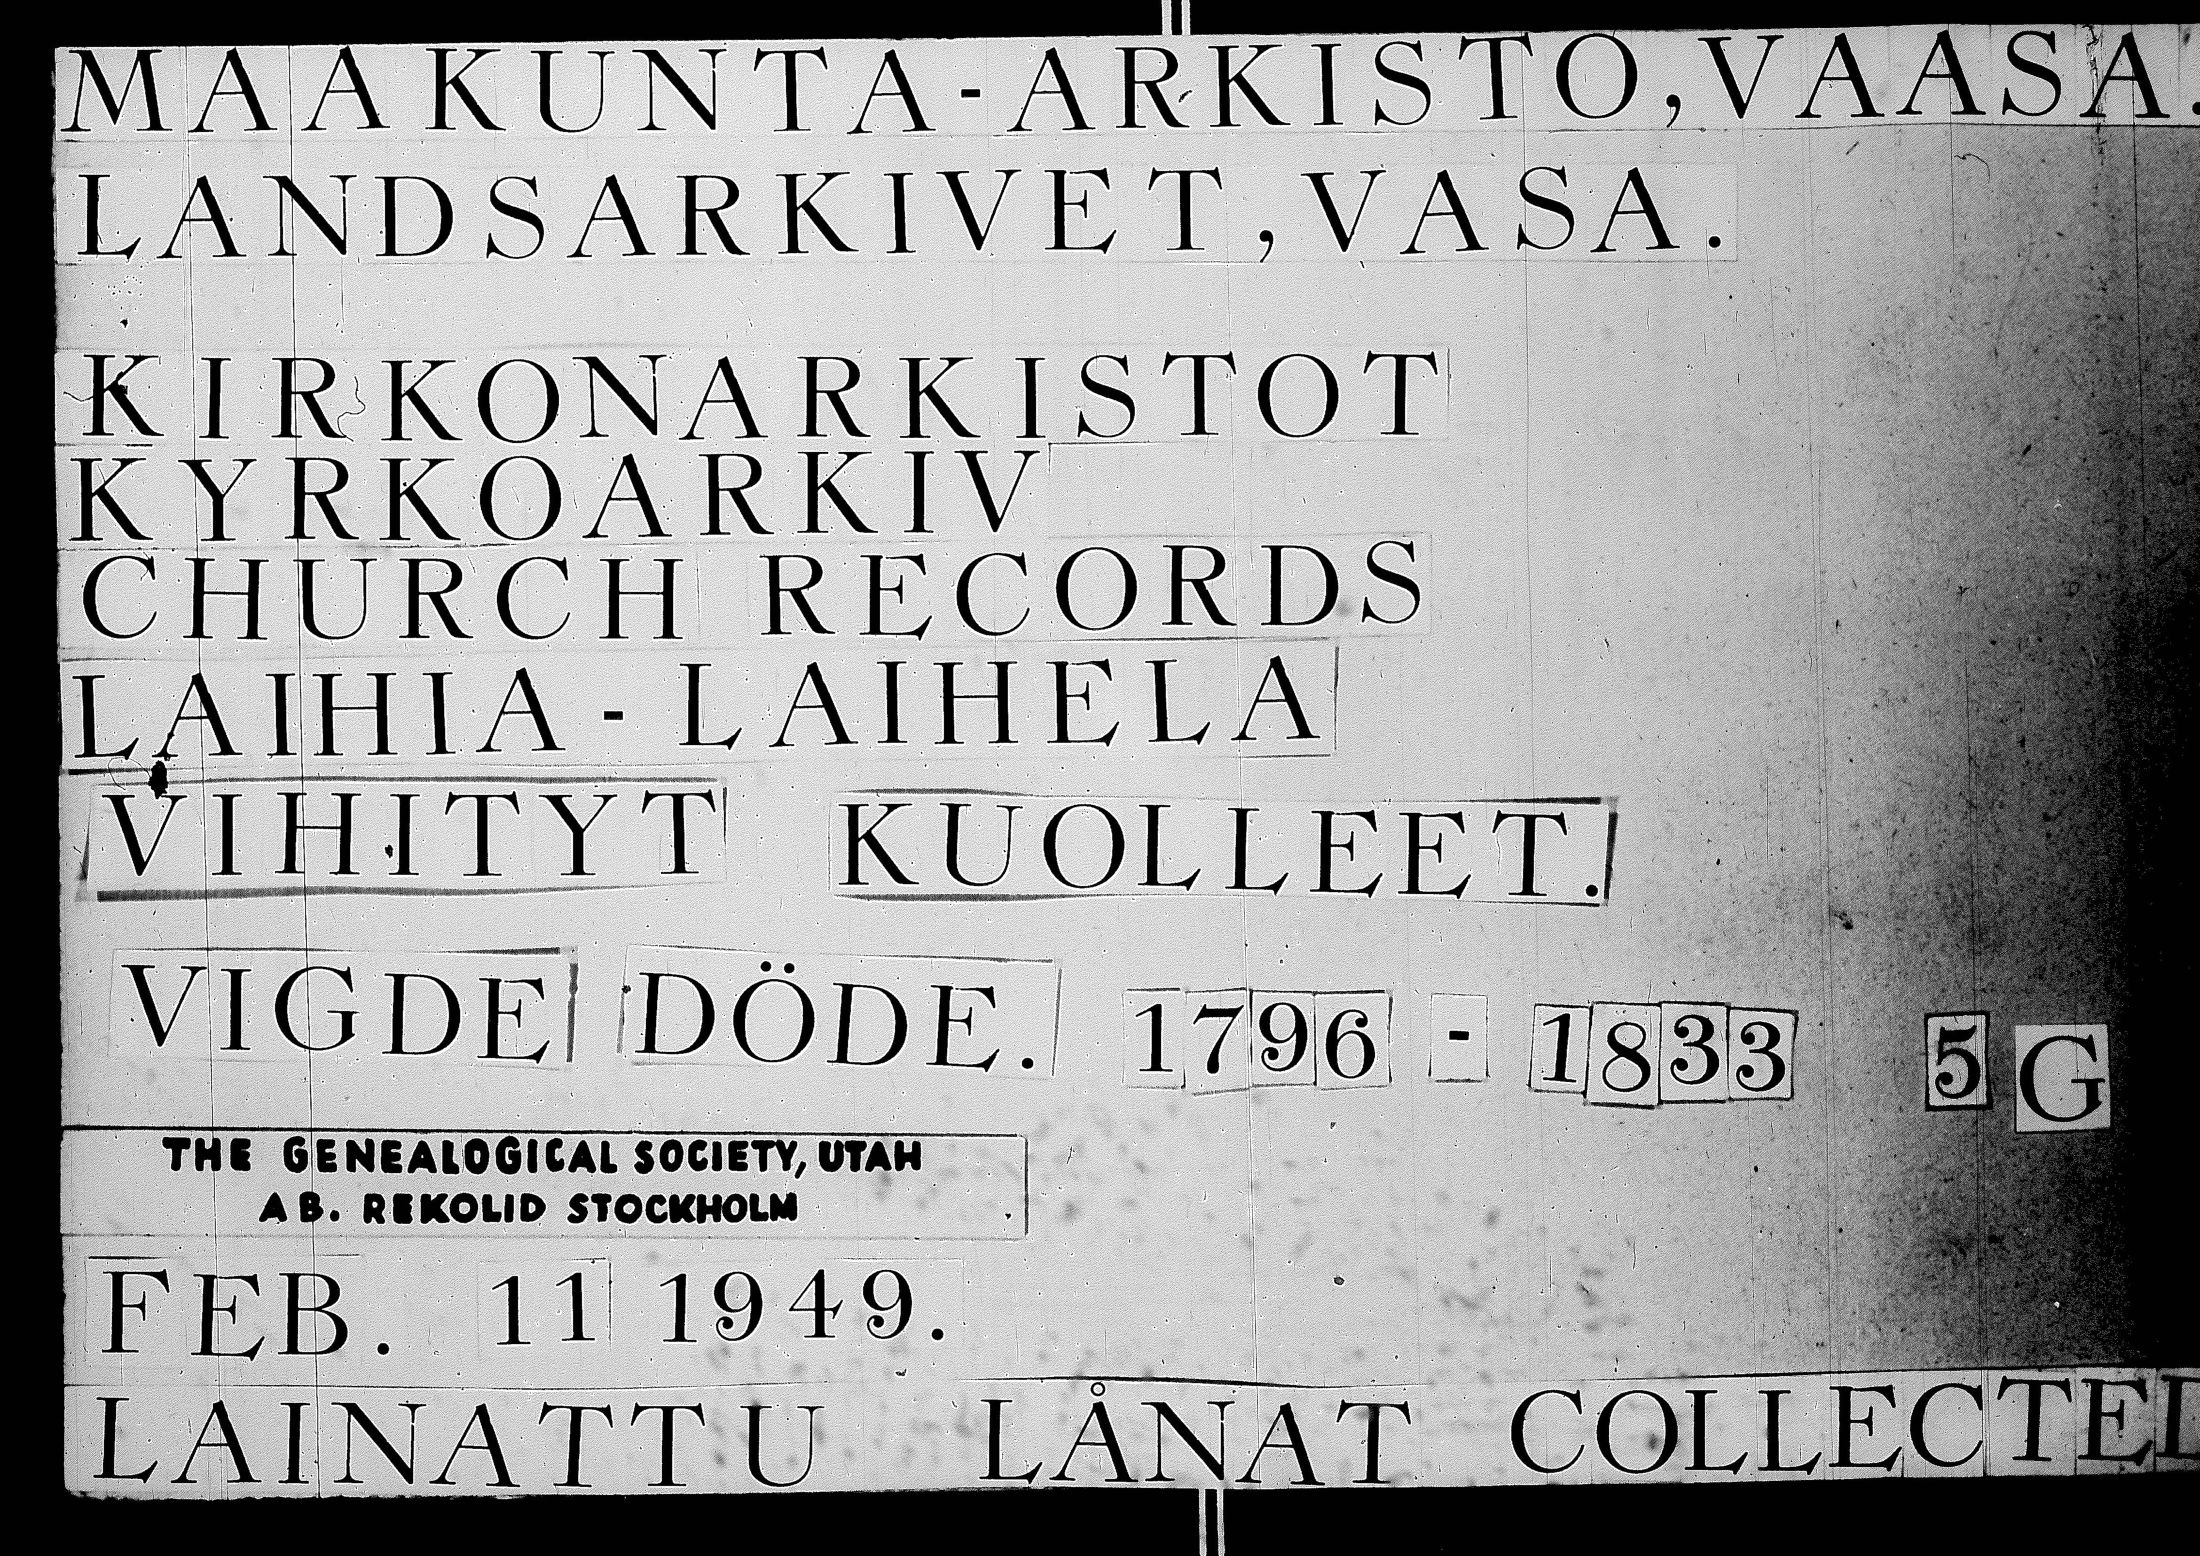 MAAKUNTA-ARKISTO, VAASA.
LANDSARKIVET, VASA.
KIRKONARKISTOT
KYRKOARKIV
CHURCH RECORDS
LAIHIA - LAIHELA
VIHITYT KUOLLEET.
VIGDE DÖDE. 1796 - 1833 5 G
THE GENEALOGICAL SOCIETY, UTAH
AB. REKOLID STOCKHOLM
FEB. 11 1949.
LAINATTU LÅNAT COLLECTED